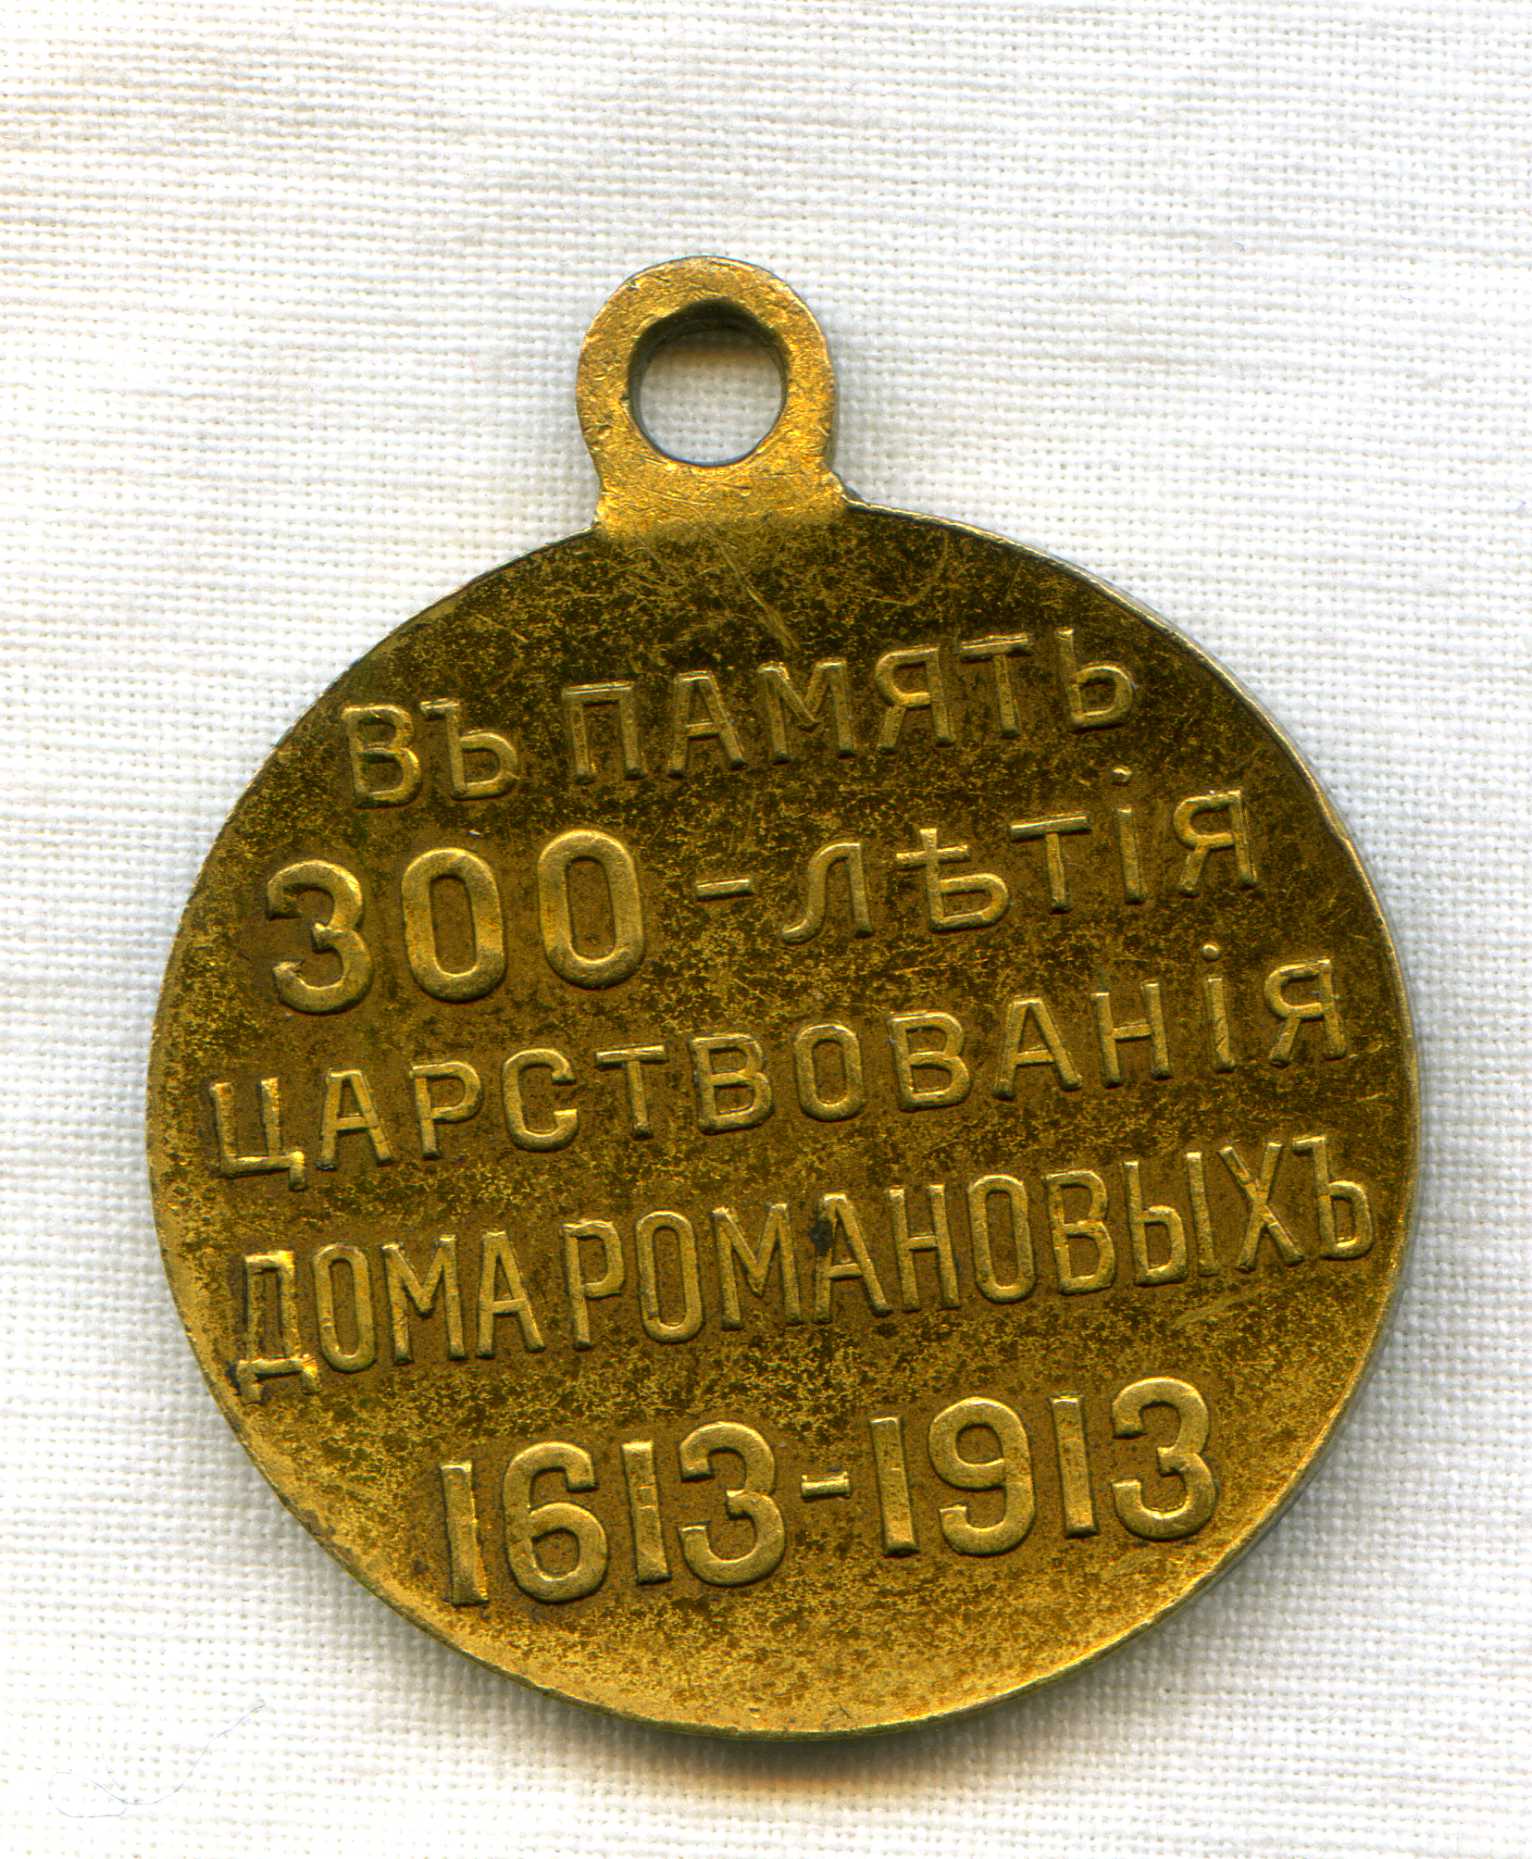 ВЪ ПАМЯТЬ
300-ЛѢТІЯ
ЦАРСТВОВАНІЯ
ДОМА РОМАНОВЫХЪ
1613-1913